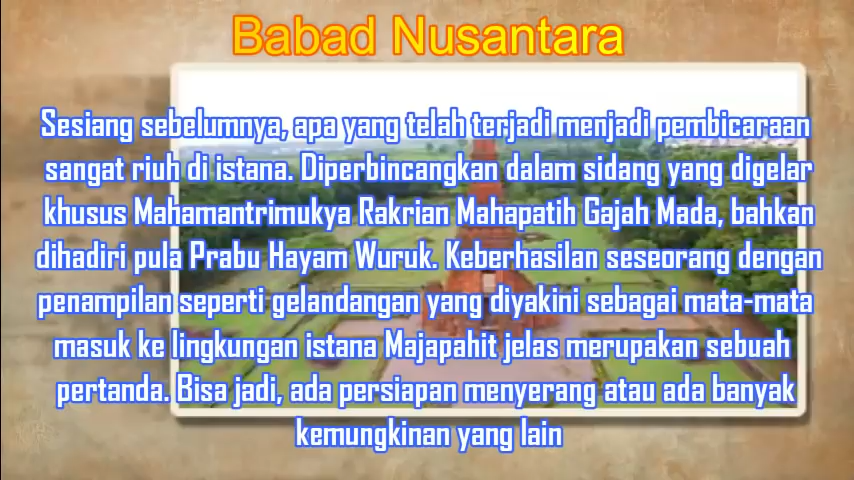 Babad Nusantara
Sesiang sebelumnya, apa yang telah terjadi menjadi pembicaraan
sangat riuh di istana. Diperbincangkan dalam sidang yang digelar
khusus Mahamantrimukya Rakrian Mahapatih Gajah Mada, bahkan
dihadiri pula Prabu Hayam Wuruk. Keberhasilan seseorang dengan
penampilan seperti gelandangan yang diyakini sebagai mata-mata
masuk ke lingkungan istana Majapahit jelas merupakan sebuah
pertanda. Bisa jadi, ada persiapan menyerang atau ada banyak
kemungkinan yang lain